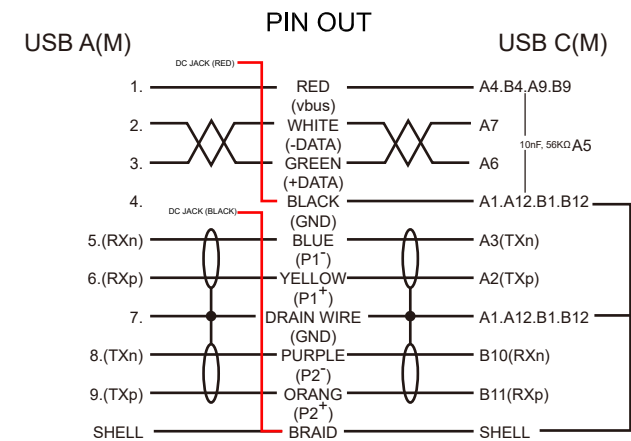 PIN OUT
USB A(M)
USB C(M)
DC JACK (RED)
1. RED A4.B4.A9.B9
(vbus)
2. WHITE A7
(-DATA)
10nF, 56KΩ A5
3. GREEN A6
(+DATA)
4. BLACK A1.A12.B1.B12
DC JACK (BLACK)
(GND)
5.(RXn) BLUE A3(TXn)
(P1⁻)
6.(RXp) YELLOW A2(TXp)
(P1⁺)
7. DRAIN WIRE A1.A12.B1.B12
(GND)
8.(TXn) PURPLE B10(RXn)
(P2⁻)
9.(TXp) ORANG B11(RXp)
(P2⁺)
SHELL BRAID SHELL